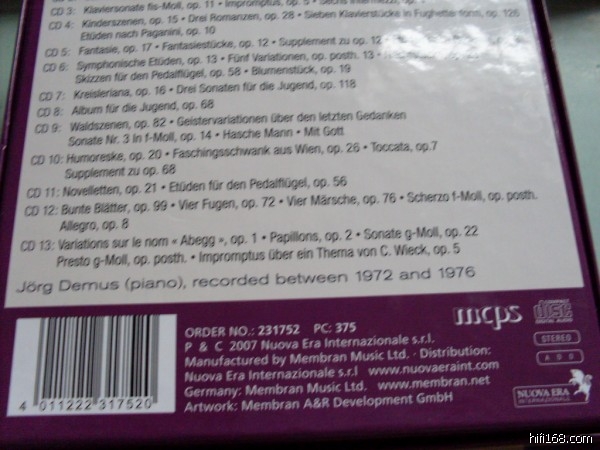 CD 3: Klaviersonate fis-Moll, op. 11 • Impromptus, op. 5 •
CD 4: Kinderszenen, op. 15 • Drei Romanzen, op. 28 • Sieben Klavierstücke in Fughettenform, op. 126
Etüden nach Paganini, op. 10
CD 5: Fantasie, op. 17 • Fantasiestücke, op. 12 • Supplement zu op. 12
CD 6: Symphonische Etüden, op. 13 • Fünf Variationen, op. posth. 13 •
Skizzen für den Pedalflügel, op. 58 • Blumenstück, op. 19
CD 7: Kreisleriana, op. 16 • Drei Sonaten für die Jugend, op. 118
CD 8: Album für die Jugend, op. 68
CD 9: Waldszenen, op. 82 • Geistervariationen über den letzten Gedanken
Sonate Nr. 3 in f-Moll, op. 14 • Hasche Mann • Mit Gott
CD 10: Humoreske, op. 20 • Faschingsschwank aus Wien, op. 26 • Toccata, op.7
Supplement zu op. 68
CD 11: Novelletten, op. 21 • Etüden für den Pedalflügel, op. 56
CD 12: Bunte Blätter, op. 99 • Vier Fugen, op. 72 • Vier Märsche, op. 76 • Scherzo f-Moll, op. posth.
Allegro, op. 8
CD 13: Variations sur le nom « Abegg », op. 1 • Papillons, op. 2 • Sonate g-Moll, op. 22
Presto g-Moll, op. posth. • Impromptus über ein Thema von C. Wieck, op. 5
Jörg Demus (piano), recorded between 1972 and 1976
mcps
COMPACT disc DIGITAL AUDIO
STEREO
ADD
ORDER NO.: 231752 PC: 375
P & C 2007 Nuova Era Internazionale s.r.l.
Manufactured by Membran Music Ltd. · Distribution:
Nuova Era Internazionale s.r.l www.nuovaeraint.com
Germany: Membran Music Ltd. www.membran.net
Artwork: Membran A&R Development GmbH
NUOVA ERA
INTERNAZIONALE
4 011222 317520
hifi168.com